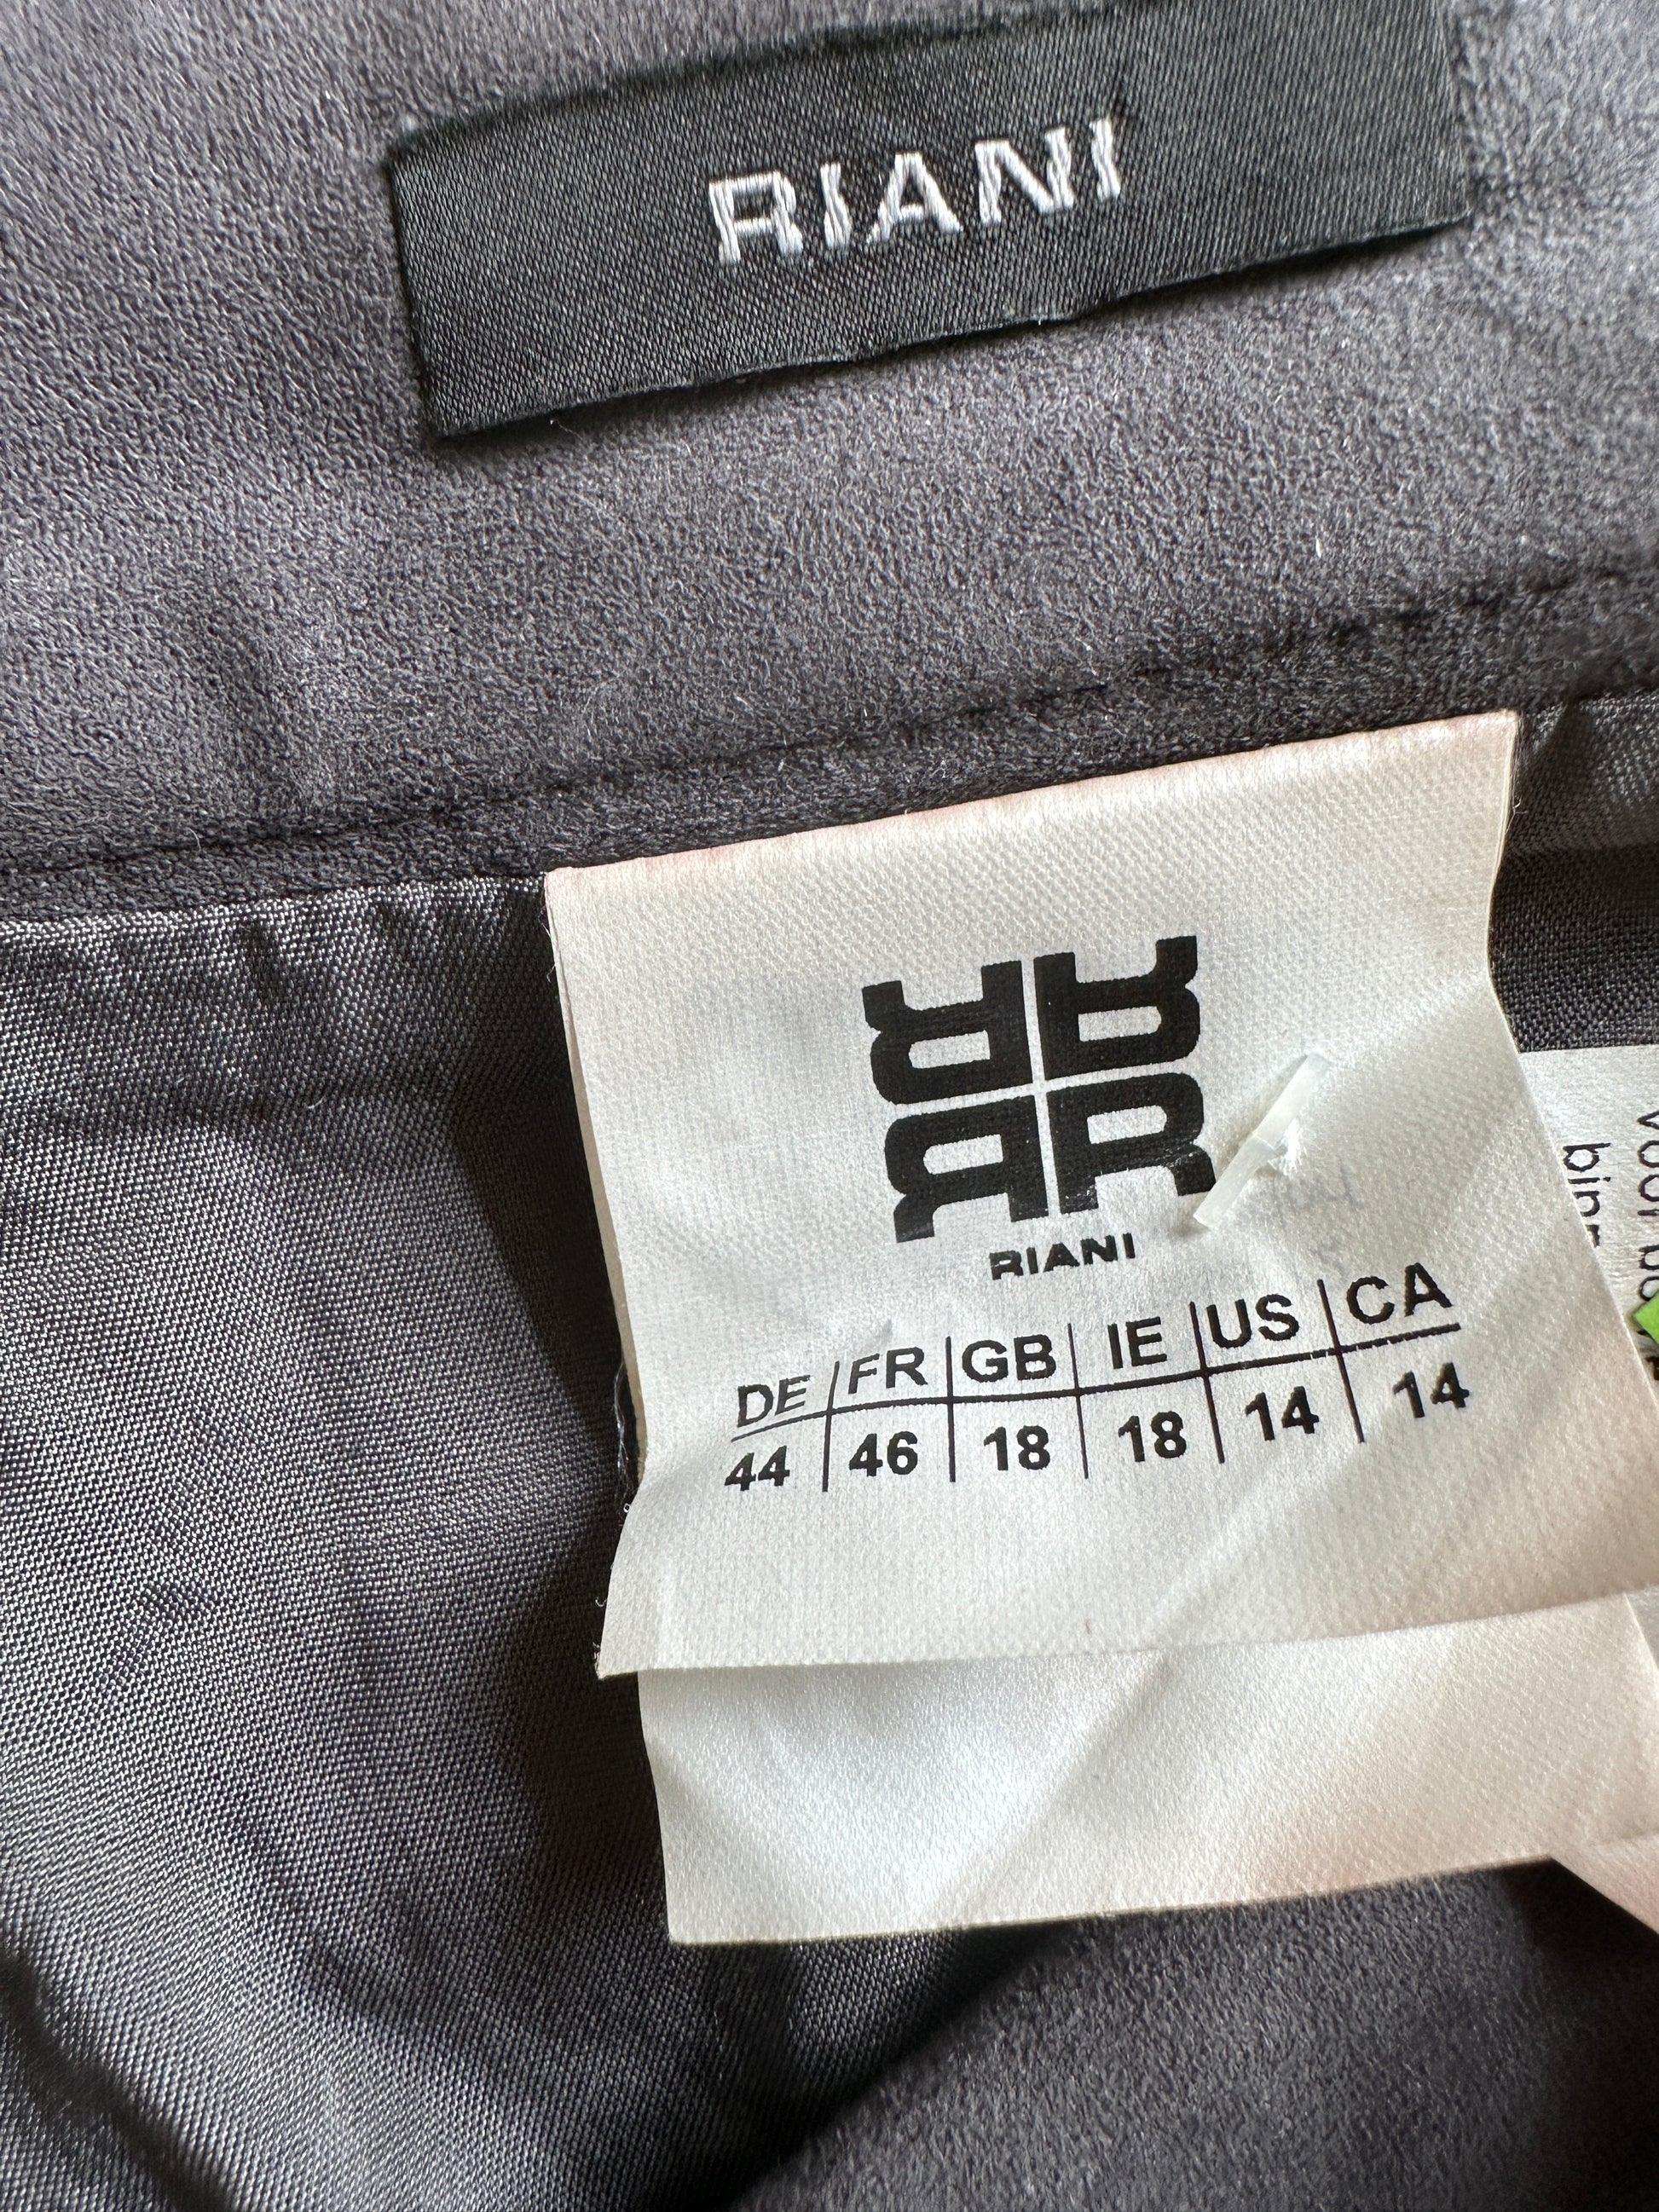 RIANI
RIANI
DE FR GB IE US CA
44 46 18 18 14 14